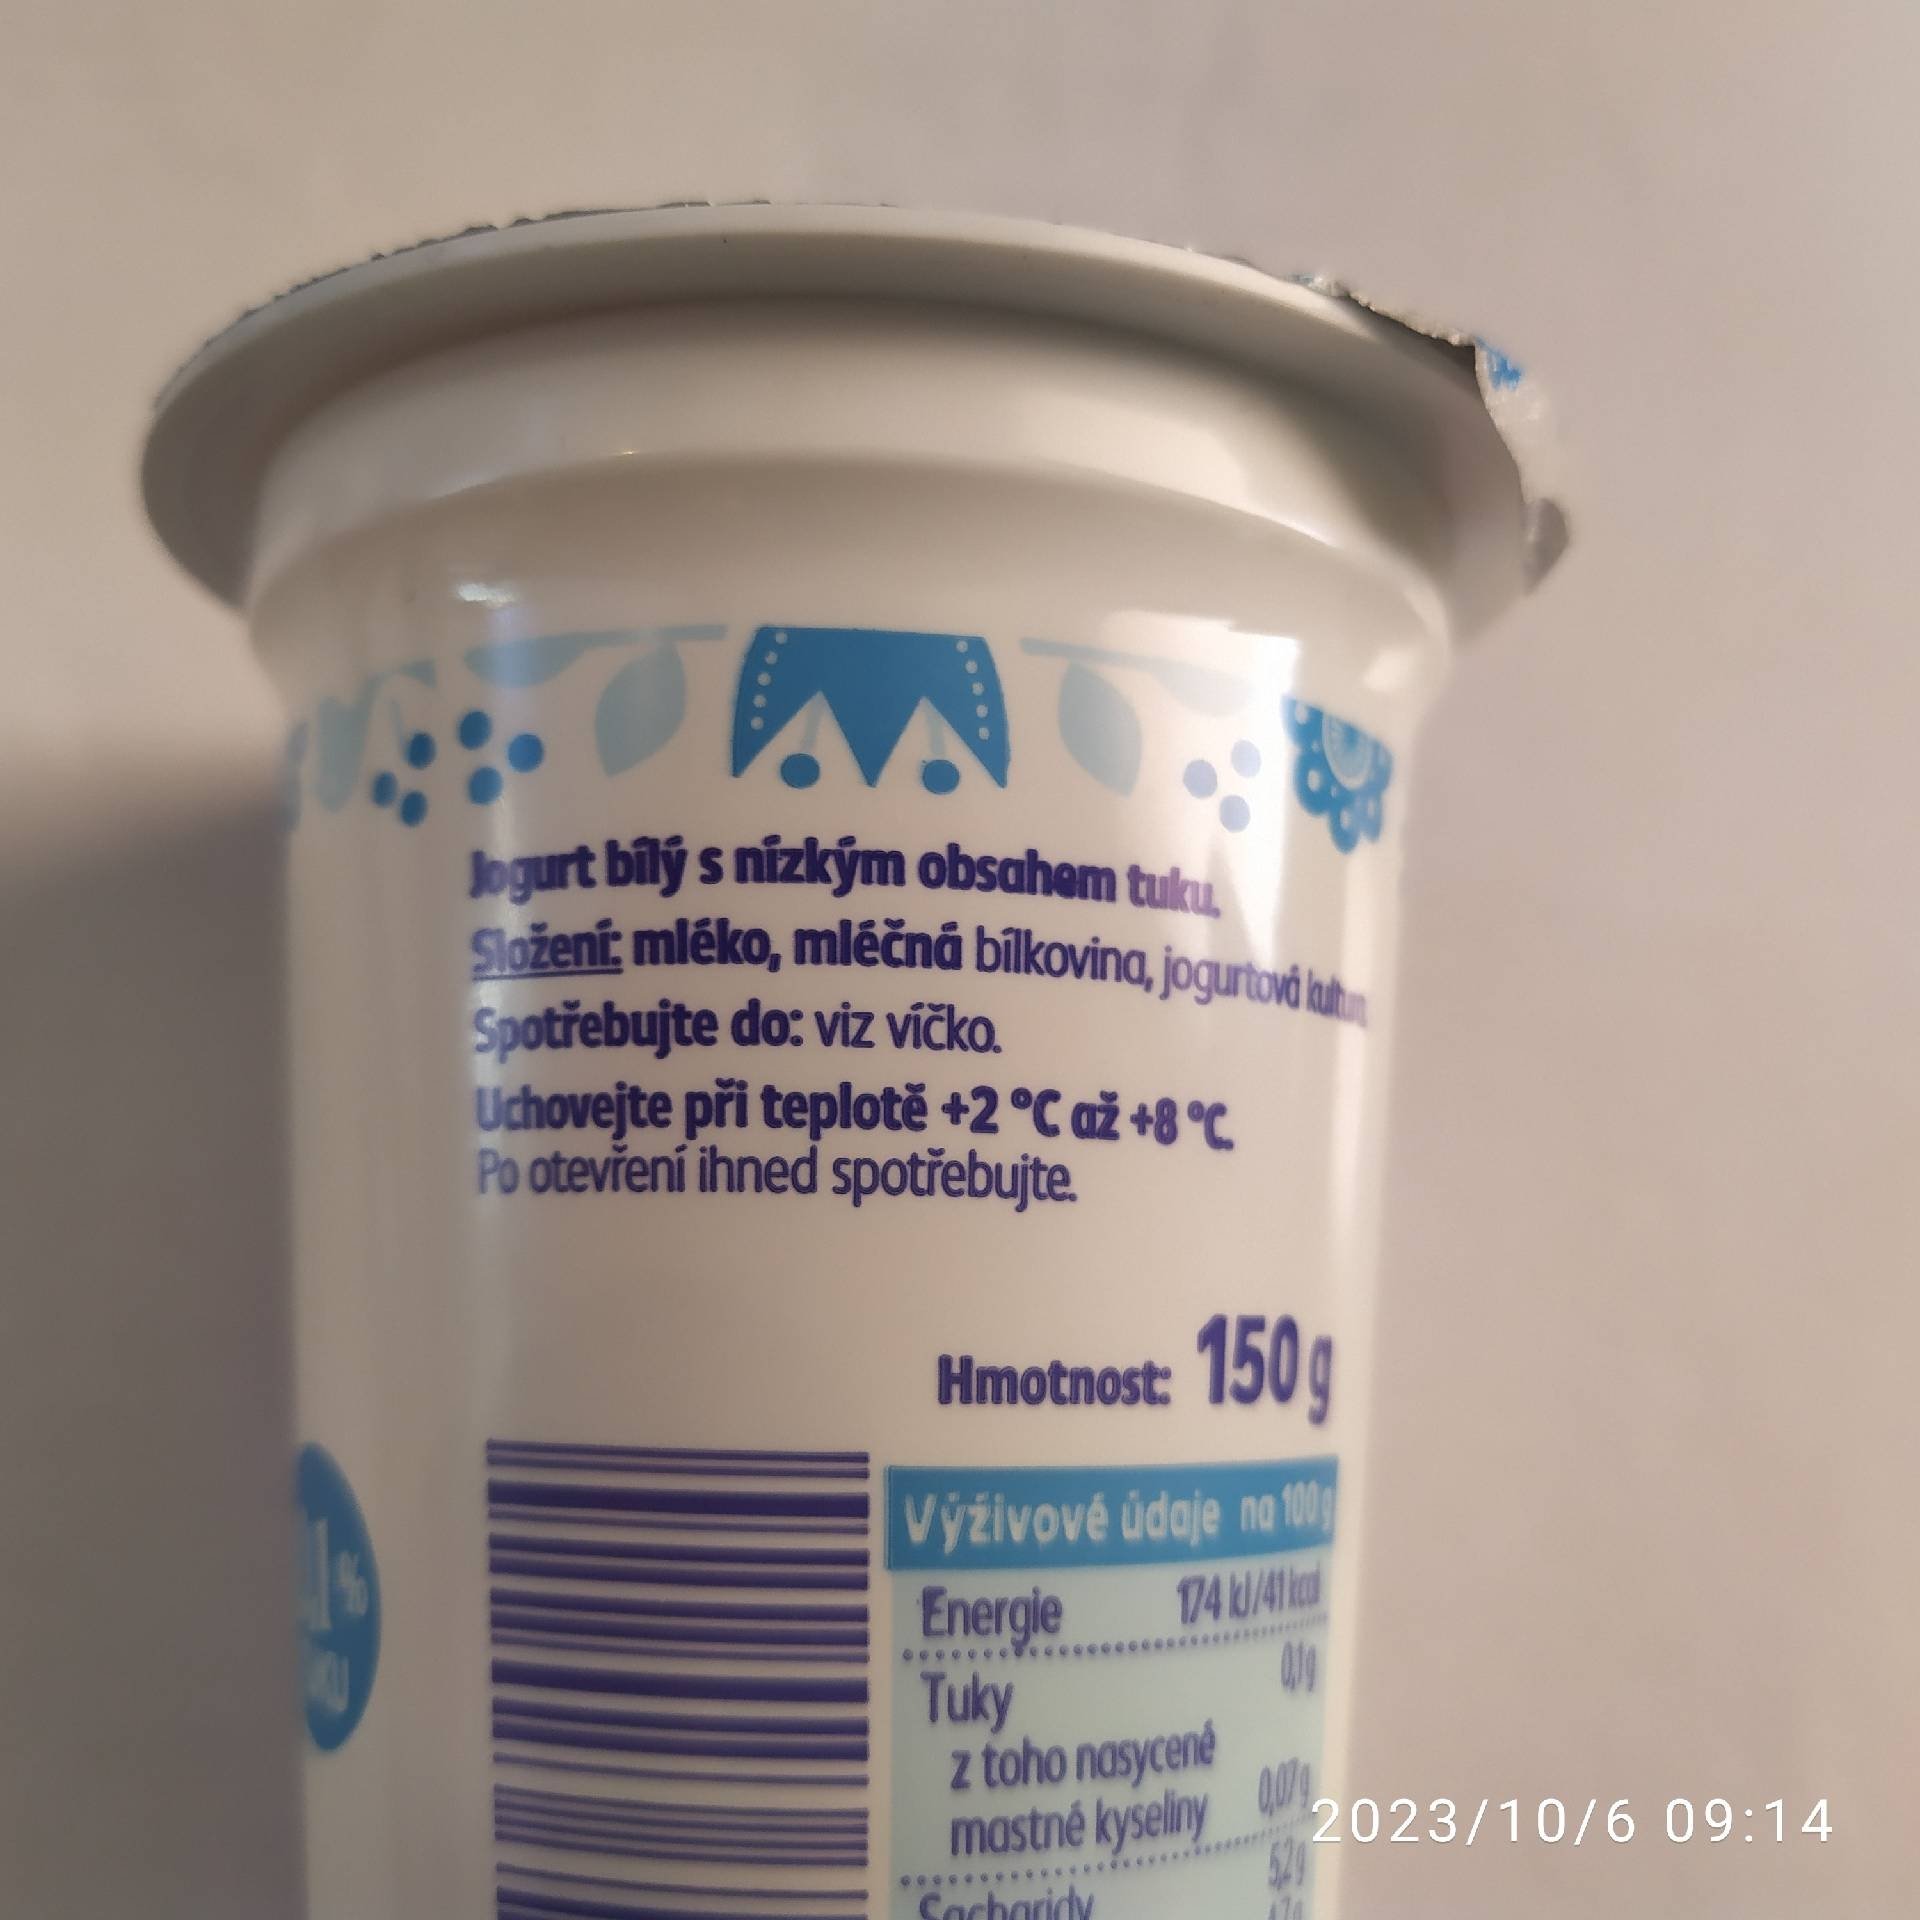 Jogurt bílý s nízkým obsahem tuku.
Složení: mléko, mléčná bílkovina, jogurtová kultura.
Spotřebujte do: viz víčko.
Uchovejte při teplotě +2 °C až +8 °C.
Po otevření ihned spotřebujte.
Hmotnost: 150 g
Výživové údaje na 100 g
Energie 174 kJ/41 kcal
Tuky 0,1 g
z toho nasycené
mastné kyseliny 0,07 g
Sacharidy 5,2 g
2023/10/6 09:14